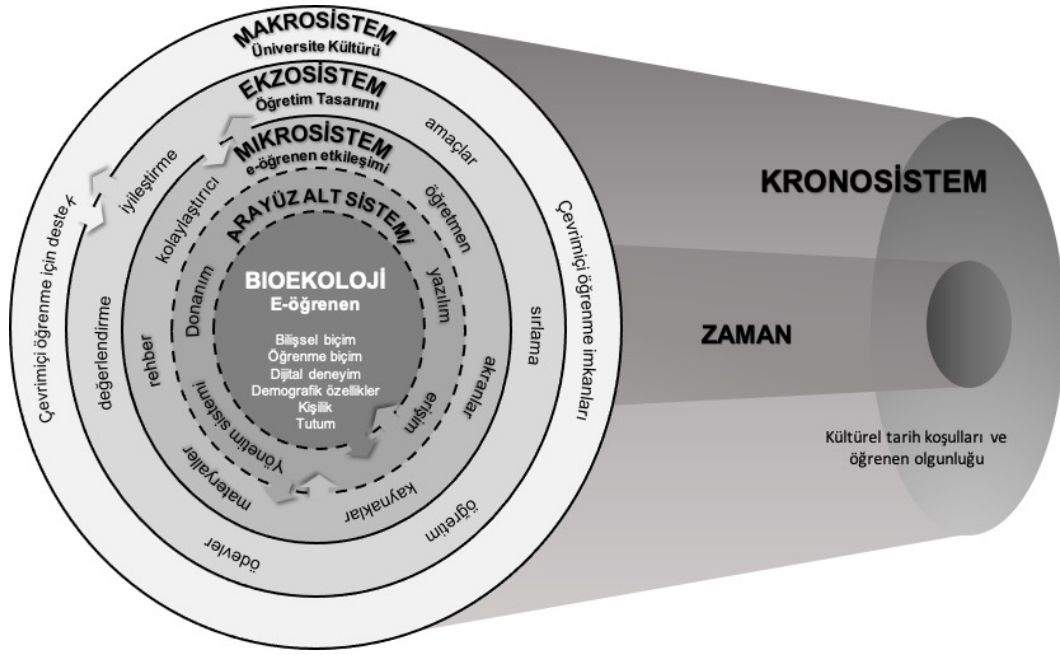 MAKROSİSTEM
Üniversite Kültürü
EKZOSİSTEM
Öğretim Tasarımı
MIKROSİSTEM
e-öğrenen etkileşimi
ARAYÜZ ALT SİSTEMİ
BIOEKOLOJİ
E-öğrenen
Bilişsel biçim
Öğrenme biçim
Dijital deneyim
Demografik özellikler
Kişilik
Tutum
Donanım
yazılım
erişim
Yönetim sistemi
kolaylaştırıcı
öğretmen
akranlar
kaynaklar
materyaller
rehber
iyileştirme
amaçlar
sırlama
öğretim
ödevler
değerlendirme
Çevrimiçi öğrenme için destek
Çevrimiçi öğrenme imkanları
KRONOSİSTEM
ZAMAN
Kültürel tarih koşulları ve
öğrenen olgunluğu